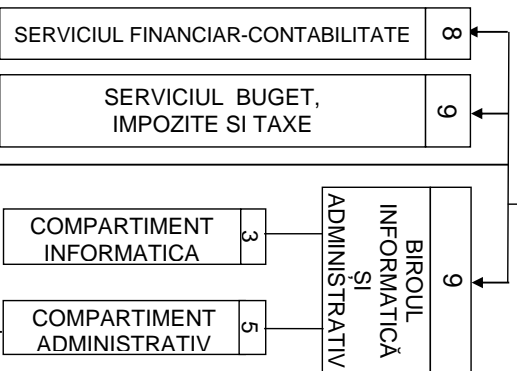 SERVICIUL FINANCIAR-CONTABILITATE
8
SERVICIUL BUGET,
IMPOZITE SI TAXE
9
COMPARTIMENT
INFORMATICA
3
COMPARTIMENT
ADMINISTRATIV
5
BIROUL
INFORMATICĂ
ȘI
ADMINISTRATIV
9